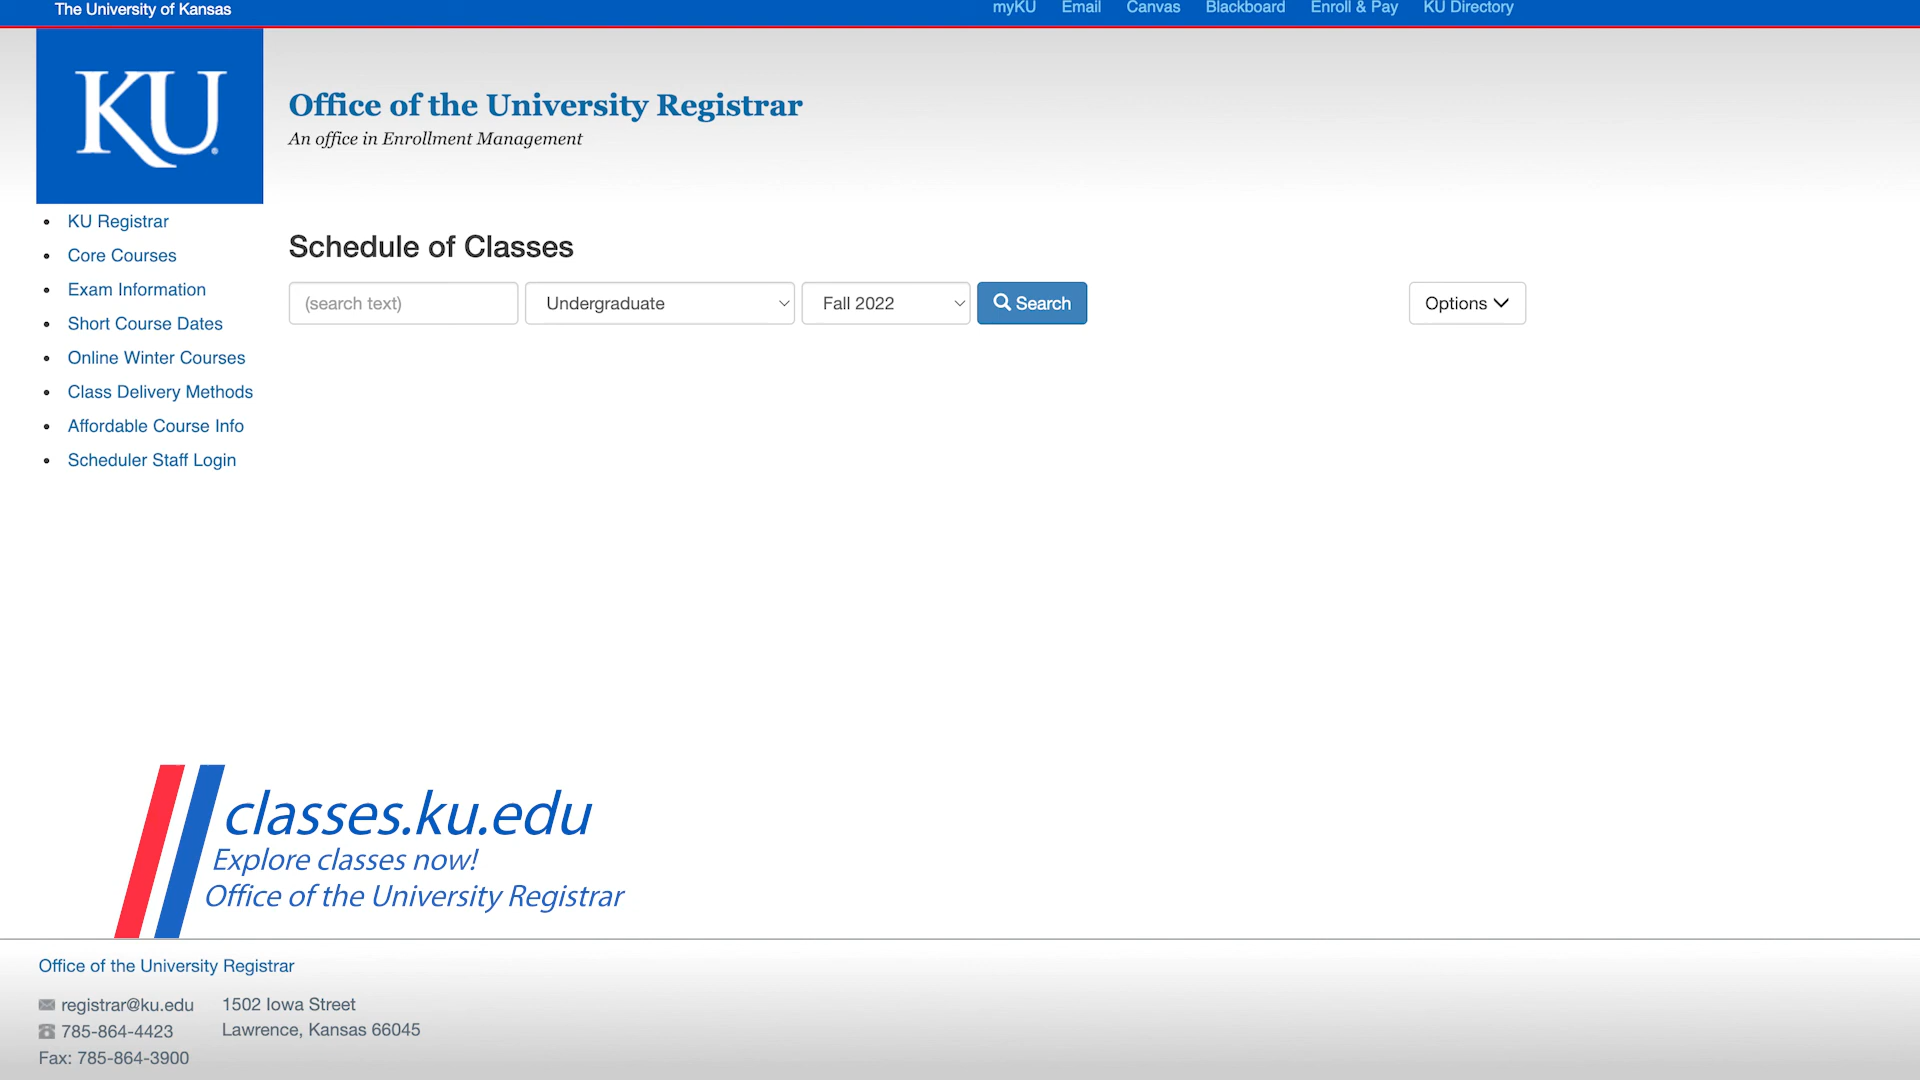 The University of Kansas
myKU Email Canvas Blackboard Enroll & Pay KU Directory
KU
Office of the University Registrar
An office in Enrollment Management
KU Registrar
Core Courses
Exam Information
Short Course Dates
Online Winter Courses
Class Delivery Methods
Affordable Course Info
Scheduler Staff Login
Schedule of Classes
(search text) Undergraduate Fall 2022 Search Options
classes.ku.edu
Explore classes now!
Office of the University Registrar
Office of the University Registrar
registrar@ku.edu
785-864-4423
Fax: 785-864-3900
1502 Iowa Street
Lawrence, Kansas 66045